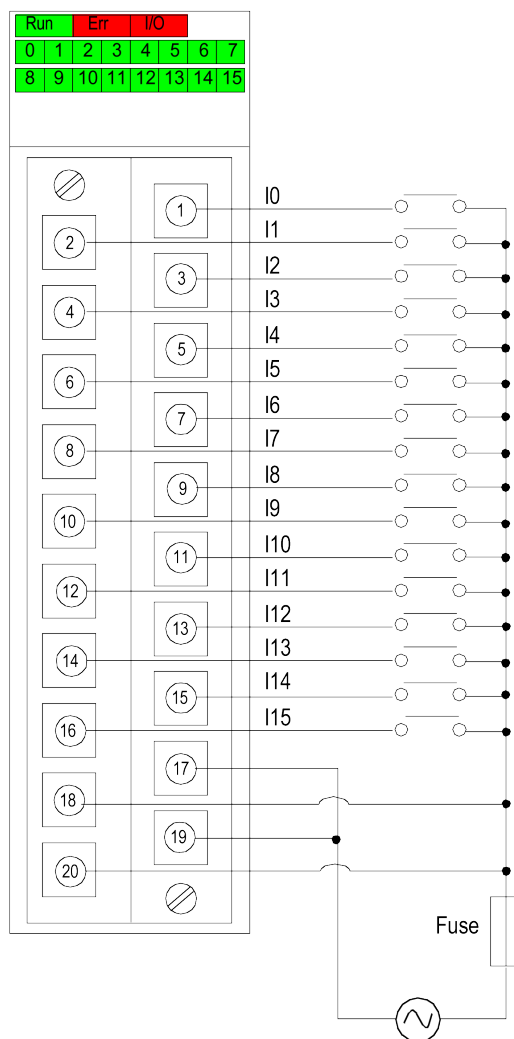 Run Err I/O
0 1 2 3 4 5 6 7
8 9 10 11 12 13 14 15
1 I0
2 I1
3 I2
4 I3
5 I4
6 I5
7 I6
8 I7
9 I8
10 I9
11 I10
12 I11
13 I12
14 I13
15 I14
16 I15
17
18
19
20
Fuse